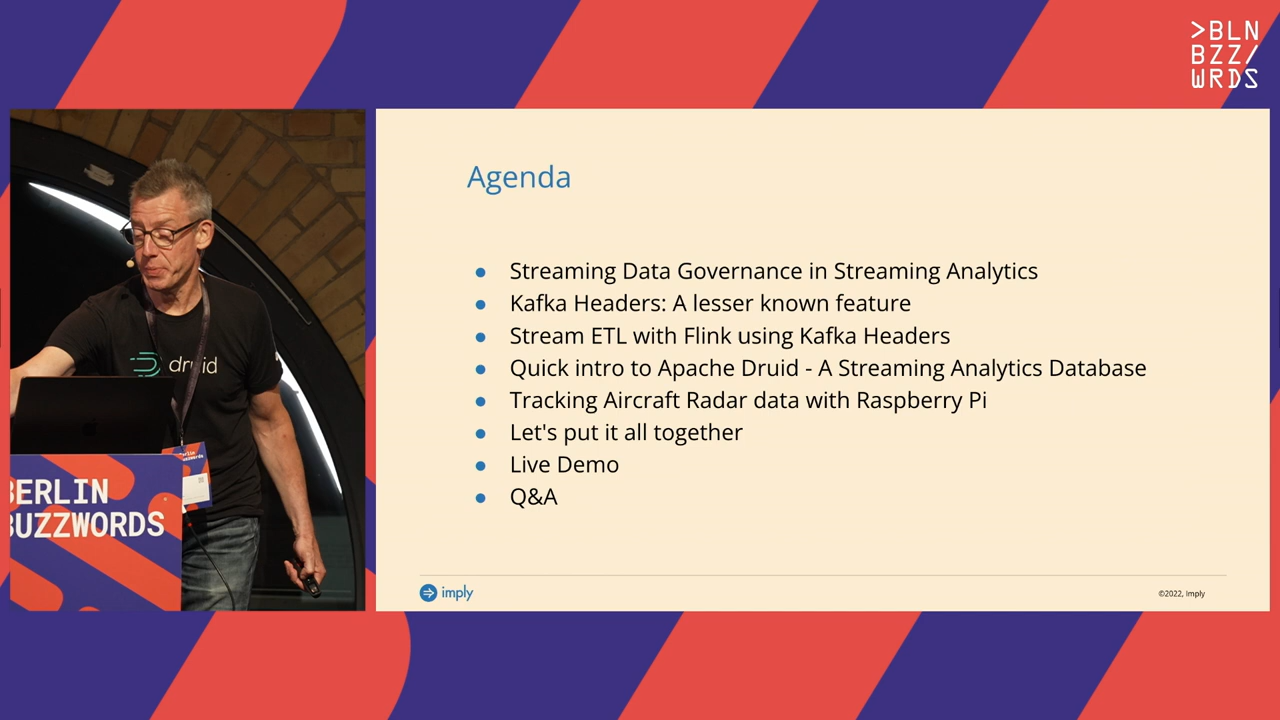 >BLN
BZZ/
WRDS
Agenda
● Streaming Data Governance in Streaming Analytics
● Kafka Headers: A lesser known feature
● Stream ETL with Flink using Kafka Headers
● Quick intro to Apache Druid - A Streaming Analytics Database
● Tracking Aircraft Radar data with Raspberry Pi
● Let's put it all together
● Live Demo
● Q&A
imply
©2022, Imply
druid
BERLIN
BUZZWORDS